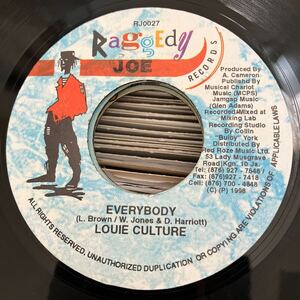 RJ0027
RaggEdy
JOE
RECORDS
Produced By
A. Cameron
Publish By
Musical Chariot
Music (MCPS)
Jamgap Music
(Glen Adams)
Recorded/Mixed at
Mixing Lab
Recording Studio
By Collin
"Bulby" York
Distributed by
Red Roze Music Ltd.
53 Lady Musgrave
Road, Kgn. 10 Ja.
Tel: (876) 927 - 7548 /
Fax: (876)927 - 7418
Cell: (876) 700 - 4848
(C) (P) 1998
EVERYBODY
(L. Brown / W. Jones & D. Harriott)
LOUIE CULTURE
ALL RIGHTS RESERVED, UNAUTHORIZED DUPLICATION OR COPYING ARE VIOLATIONS OF APPLICABLE LAWS